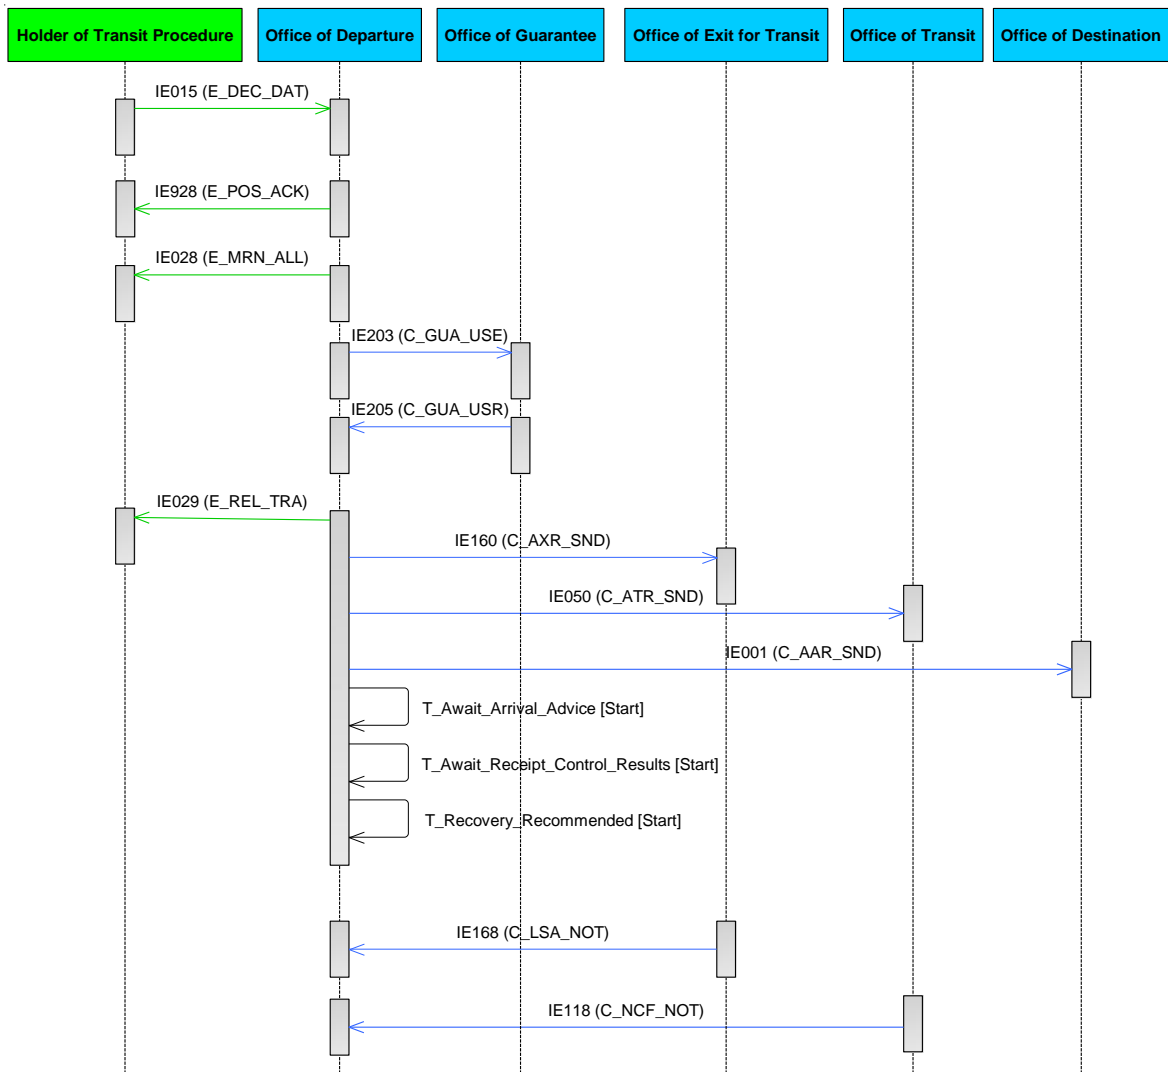 Holder of Transit Procedure
Office of Departure
Office of Guarantee
Office of Exit for Transit
Office of Transit
Office of Destination
IE015 (E_DEC_DAT)
IE928 (E_POS_ACK)
IE028 (E_MRN_ALL)
IE203 (C_GUA_USE)
IE205 (C_GUA_USR)
IE029 (E_REL_TRA)
IE160 (C_AXR_SND)
IE050 (C_ATR_SND)
IE001 (C_AAR_SND)
T_Await_Arrival_Advice [Start]
T_Await_Receipt_Control_Results [Start]
T_Recovery_Recommended [Start]
IE168 (C_LSA_NOT)
IE118 (C_NCF_NOT)